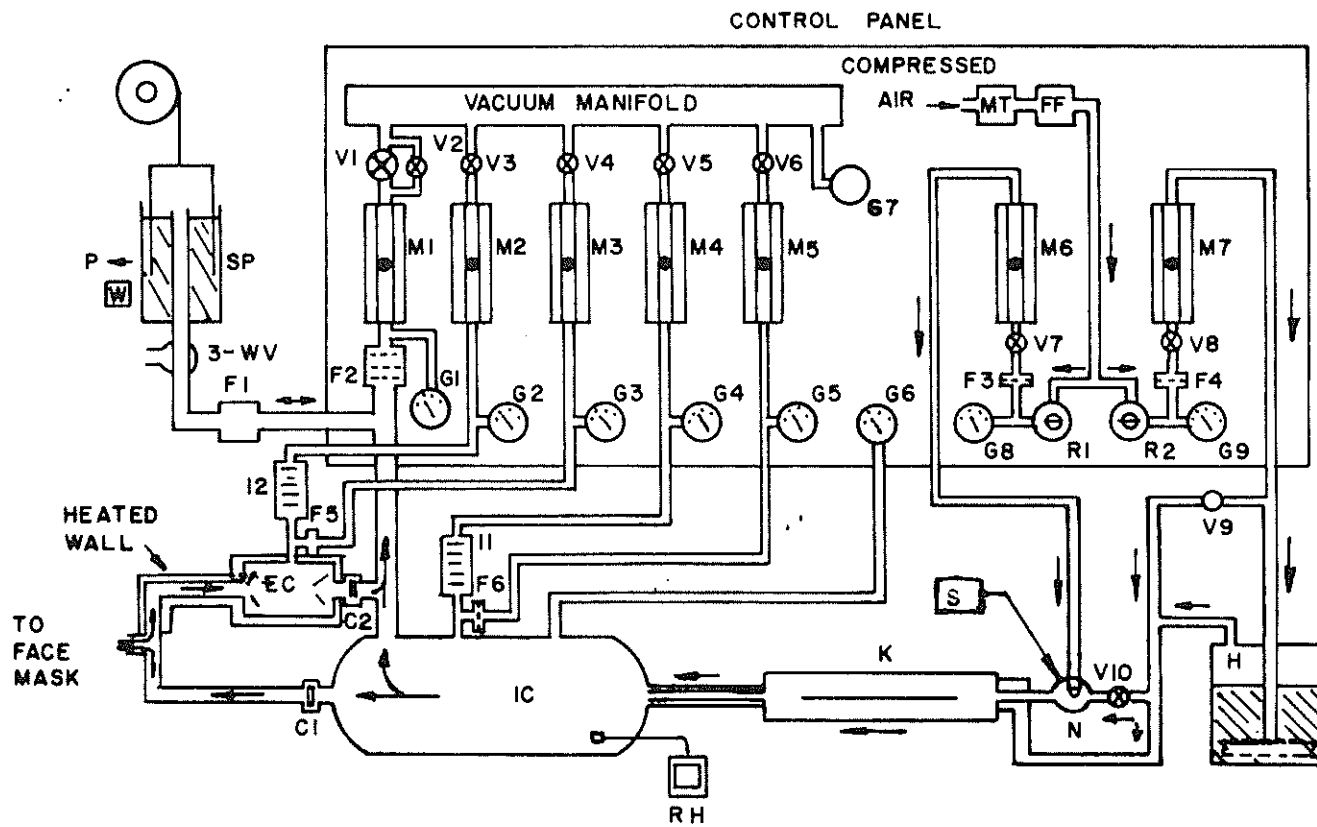 CONTROL PANEL
COMPRESSED
AIR
MT
FF
VACUUM MANIFOLD
V1
V2
V3
V4
V5
V6
G7
P
W
SP
M1
M2
M3
M4
M5
M6
M7
3-WV
F1
F2
G1
G2
G3
G4
G5
G6
V7
V8
F3
F4
G8
R1
R2
G9
I2
F5
HEATED
WALL
I1
F6
V9
EC
C2
S
TO
FACE
MASK
K
H
V10
IC
N
C1
RH